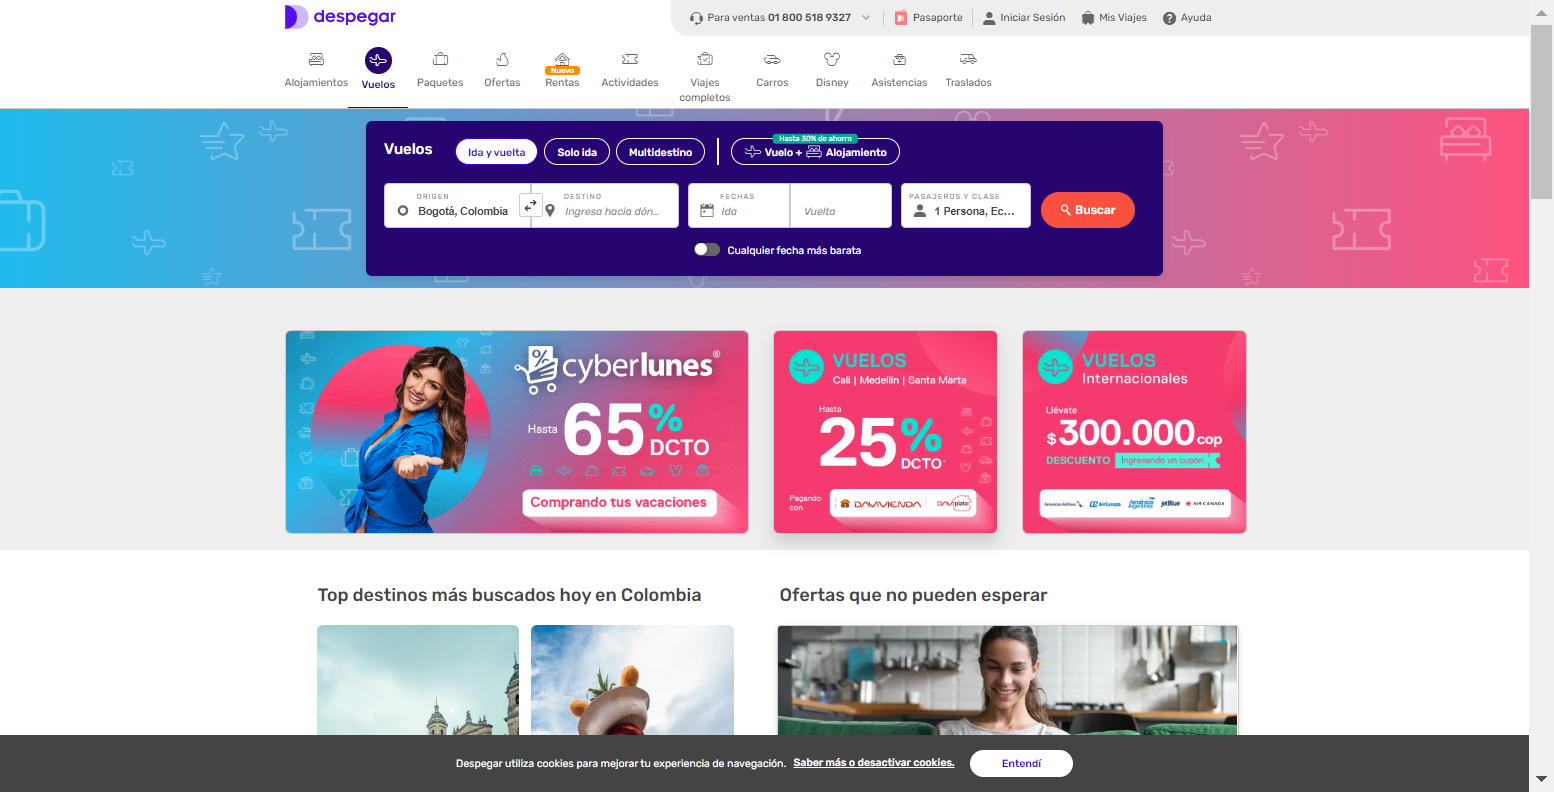 despegar
Para ventas 01 800 518 9327
Pasaporte
Iniciar Sesión
Mis Viajes
Ayuda
Alojamientos
Vuelos
Paquetes
Ofertas
Nuevo
Rentas
Actividades
Viajes
completos
Carros
Disney
Asistencias
Traslados
Vuelos
Ida y vuelta
Solo ida
Multidestino
Hasta 30% de ahorro
Vuelo + Alojamiento
ORIGEN
Bogotá, Colombia
DESTINO
Ingresa hacia dón...
FECHAS
Ida
Vuelta
PASAJEROS Y CLASE
1 Persona, Ec...
Buscar
Cualquier fecha más barata
% cyberlunes®
Hasta 65% DCTO
Comprando tus vacaciones
VUELOS
Cali | Medellín | Santa Marta
Hasta
25% DCTO*
Pagando
con
DAVIVIENDA
DAVIplata
VUELOS
Internacionales
Llévate
$300.000 cop
DESCUENTO Ingresando un cupón
American Airlines
AirEuropa
Aerolíneas
Argentinas
jetBlue
AIR CANADA
Top destinos más buscados hoy en Colombia
Ofertas que no pueden esperar
Despegar utiliza cookies para mejorar tu experiencia de navegación. Saber más o desactivar cookies.
Entendí